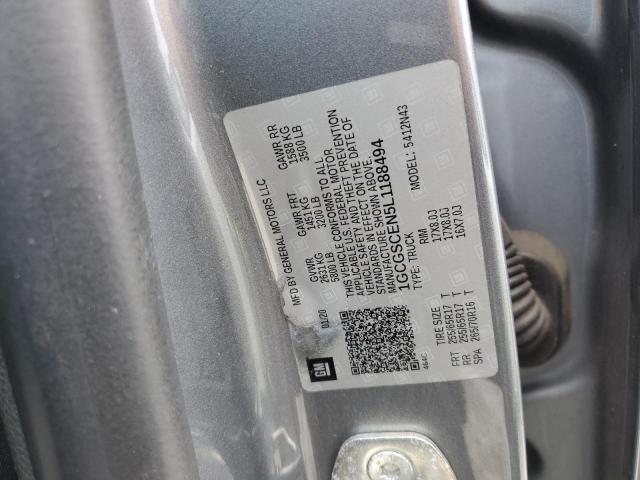 GM
MFD BY GENERAL MOTORS LLC
01/20
GVWR GAWR FRT GAWR RR
2631 KG 1451 KG 1588 KG
5800 LB 3200 LB 3500 LB
THIS VEHICLE CONFORMS TO ALL
APPLICABLE U.S. FEDERAL MOTOR
VEHICLE SAFETY AND THEFT PREVENTION
STANDARDS IN EFFECT ON THE DATE OF
MANUFACTURE SHOWN ABOVE.
1GCGSCEN5L1188494
TYPE: TRUCK MODEL: 5412N43
464C
TIRE SIZE RIM
FRT 255/65R17 T 17X8.0J
RR 255/65R17 T 17X8.0J
SPA 265/70R16 T 16X7.0J